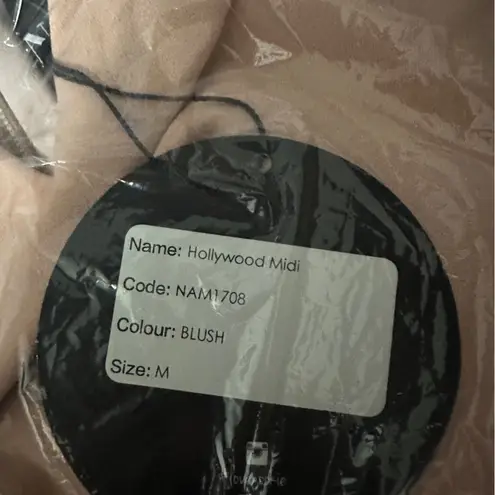 Name: Hollywood Midi
Code: NAM1708
Colour: BLUSH
Size: M